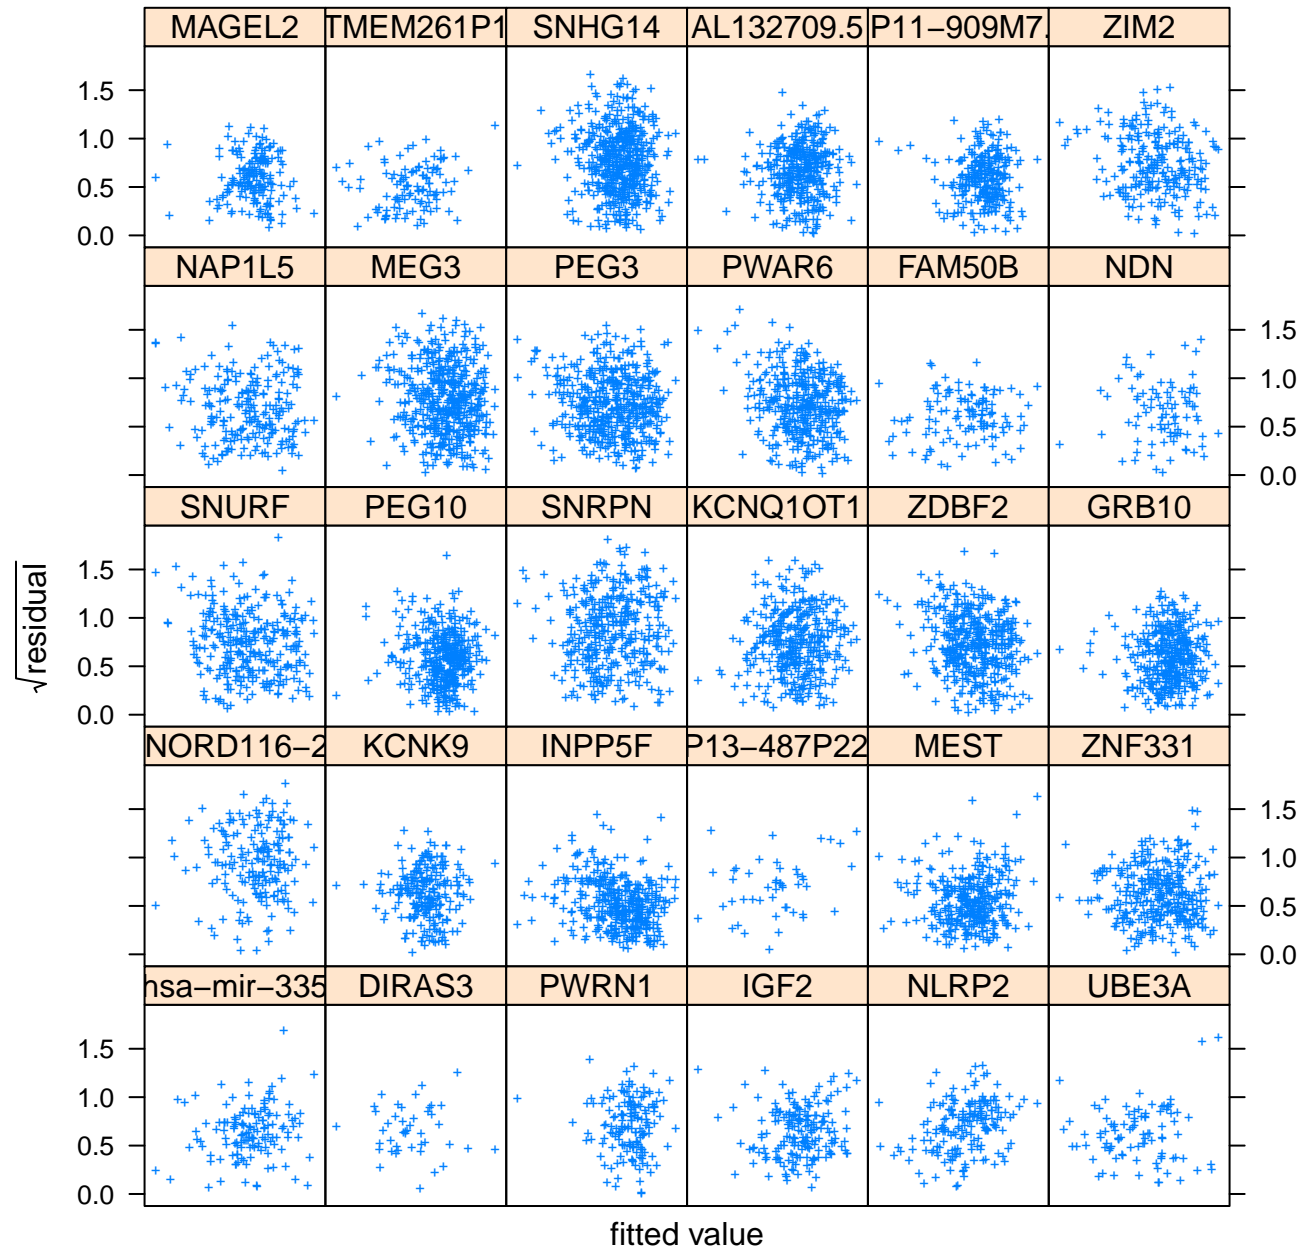 MAGEL2 TMEM261P1 SNHG14 AL132709.5 P11−909M7. ZIM2
1.5
1.0
0.5
0.0
NAP1L5 MEG3 PEG3 PWAR6 FAM50B NDN
1.5
1.0
0.5
0.0
SNURF PEG10 SNRPN KCNQ1OT1 ZDBF2 GRB10
1.5
1.0
0.5
0.0
√residual
NORD116−2 KCNK9 INPP5F P13−487P22 MEST ZNF331
1.5
1.0
0.5
0.0
hsa−mir−335 DIRAS3 PWRN1 IGF2 NLRP2 UBE3A
1.5
1.0
0.5
0.0
fitted value